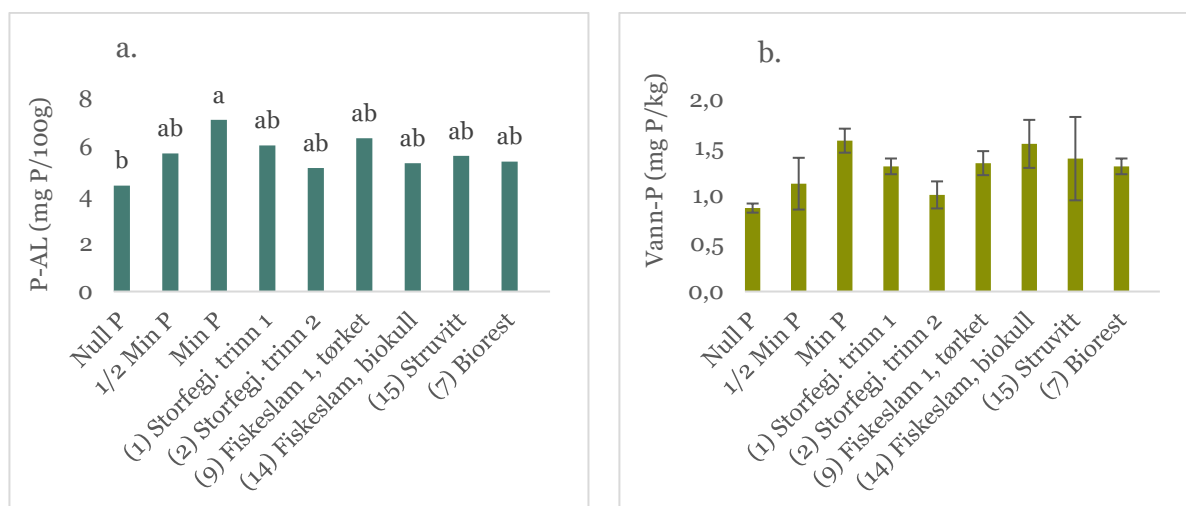 a.
P-AL (mg P/100g)
8
6
4
2
0
b
ab
a
ab
ab
ab
ab
ab
ab
Null P
1/2 Min P
Min P
(1) Storfegj. trinn 1
(2) Storfegj. trinn 2
(9) Fiskeslam 1, tørket
(14) Fiskeslam, biokull
(15) Struvitt
(7) Biorest
b.
Vann-P (mg P/kg)
2,0
1,5
1,0
0,5
0,0
Null P
1/2 Min P
Min P
(1) Storfegj. trinn 1
(2) Storfegj. trinn 2
(9) Fiskeslam 1, tørket
(14) Fiskeslam, biokull
(15) Struvitt
(7) Biorest